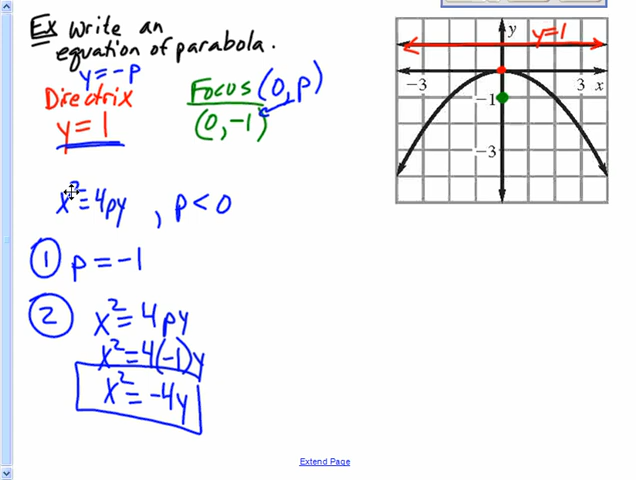 Ex Write an
equation of parabola.
y = -p
Directrix
y = 1
Focus (0, p)
(0, -1)
x² = 4py , p < 0
① p = -1
② x² = 4py
x² = 4(-1)y
x² = -4y
y
y=1
-3
3 x
-1
-3
Extend Page